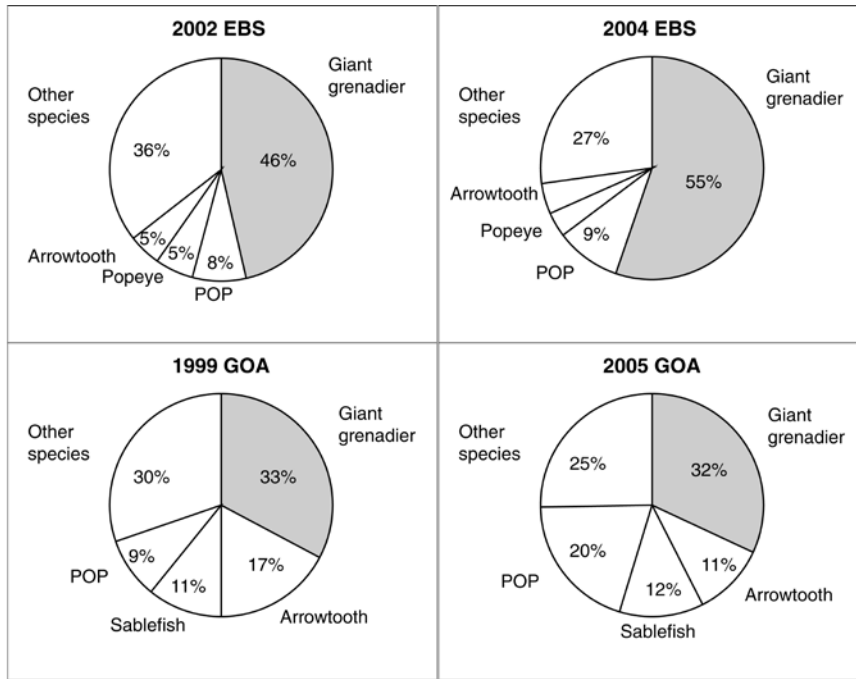 2002 EBS
Giant
grenadier
Other
species
36%
46%
5%
5%
8%
Arrowtooth
Popeye
POP
2004 EBS
Giant
grenadier
Other
species
27%
55%
Arrowtooth
Popeye
9%
POP
1999 GOA
Giant
grenadier
Other
species
30%
33%
9%
11%
17%
POP
Sablefish
Arrowtooth
2005 GOA
Giant
grenadier
Other
species
25%
32%
20%
12%
11%
POP
Arrowtooth
Sablefish